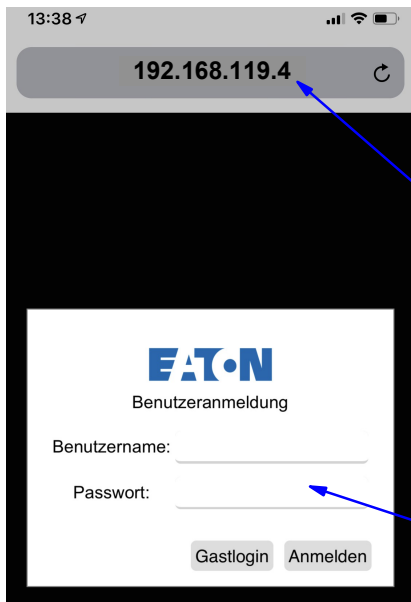 13:38
192.168.119.4
EATON
Benutzeranmeldung
Benutzername:
Passwort:
Gastlogin Anmelden